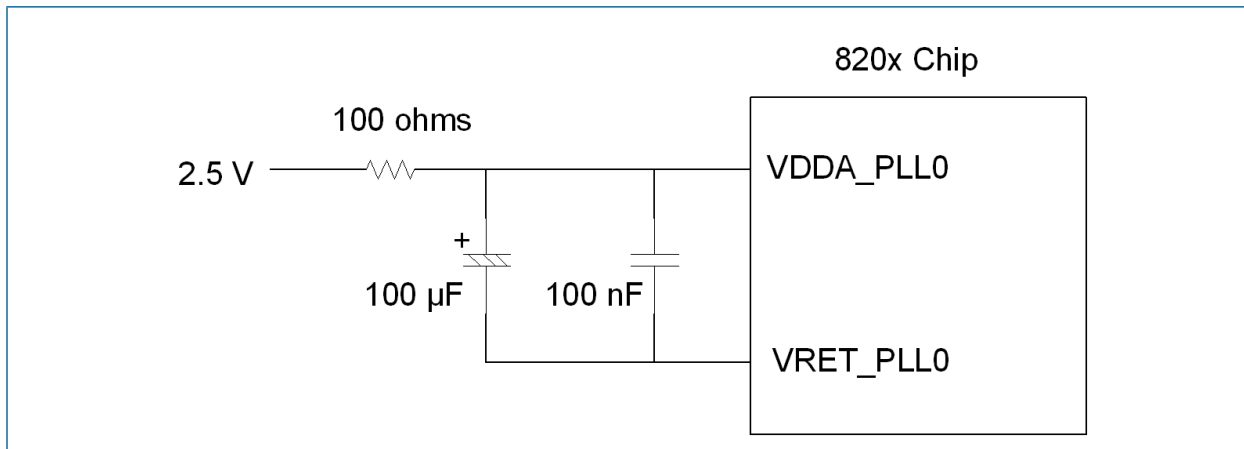 820x Chip
100 ohms
2.5 V
VDDA_PLL0
+
100 µF
100 nF
VRET_PLL0